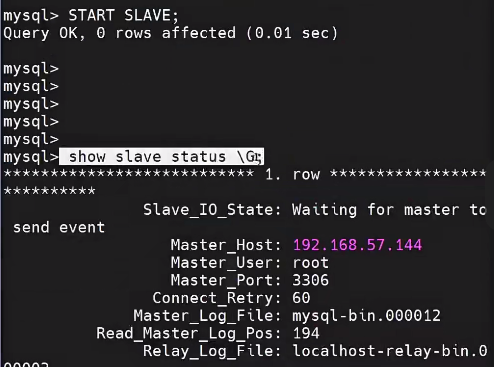 mysql> START SLAVE;
Query OK, 0 rows affected (0.01 sec)
mysql>
mysql>
mysql>
mysql>
mysql>
mysql> show slave status \G;
*************************** 1. row *****************
**********
Slave_IO_State: Waiting for master to
send event
Master_Host: 192.168.57.144
Master_User: root
Master_Port: 3306
Connect_Retry: 60
Master_Log_File: mysql-bin.000012
Read_Master_Log_Pos: 194
Relay_Log_File: localhost-relay-bin.0